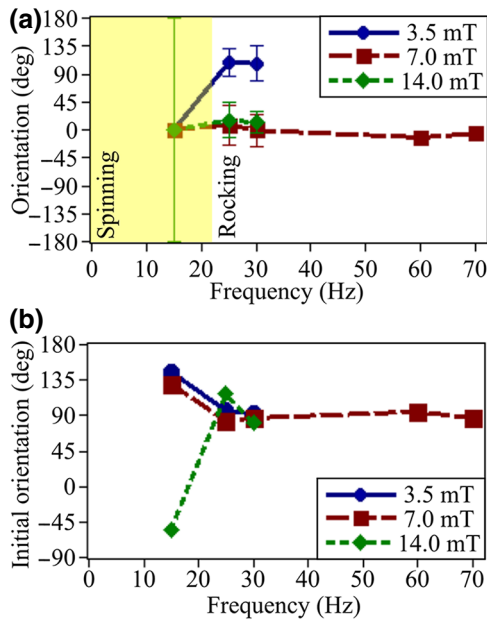 (a)
180
135
90
45
0
−45
−90
−135
−180
Orientation (deg)
Spinning
Rocking
3.5 mT
7.0 mT
14.0 mT
0 10 20 30 40 50 60 70
Frequency (Hz)
(b)
180
135
90
45
0
−45
−90
Initial orientation (deg)
3.5 mT
7.0 mT
14.0 mT
0 10 20 30 40 50 60 70
Frequency (Hz)